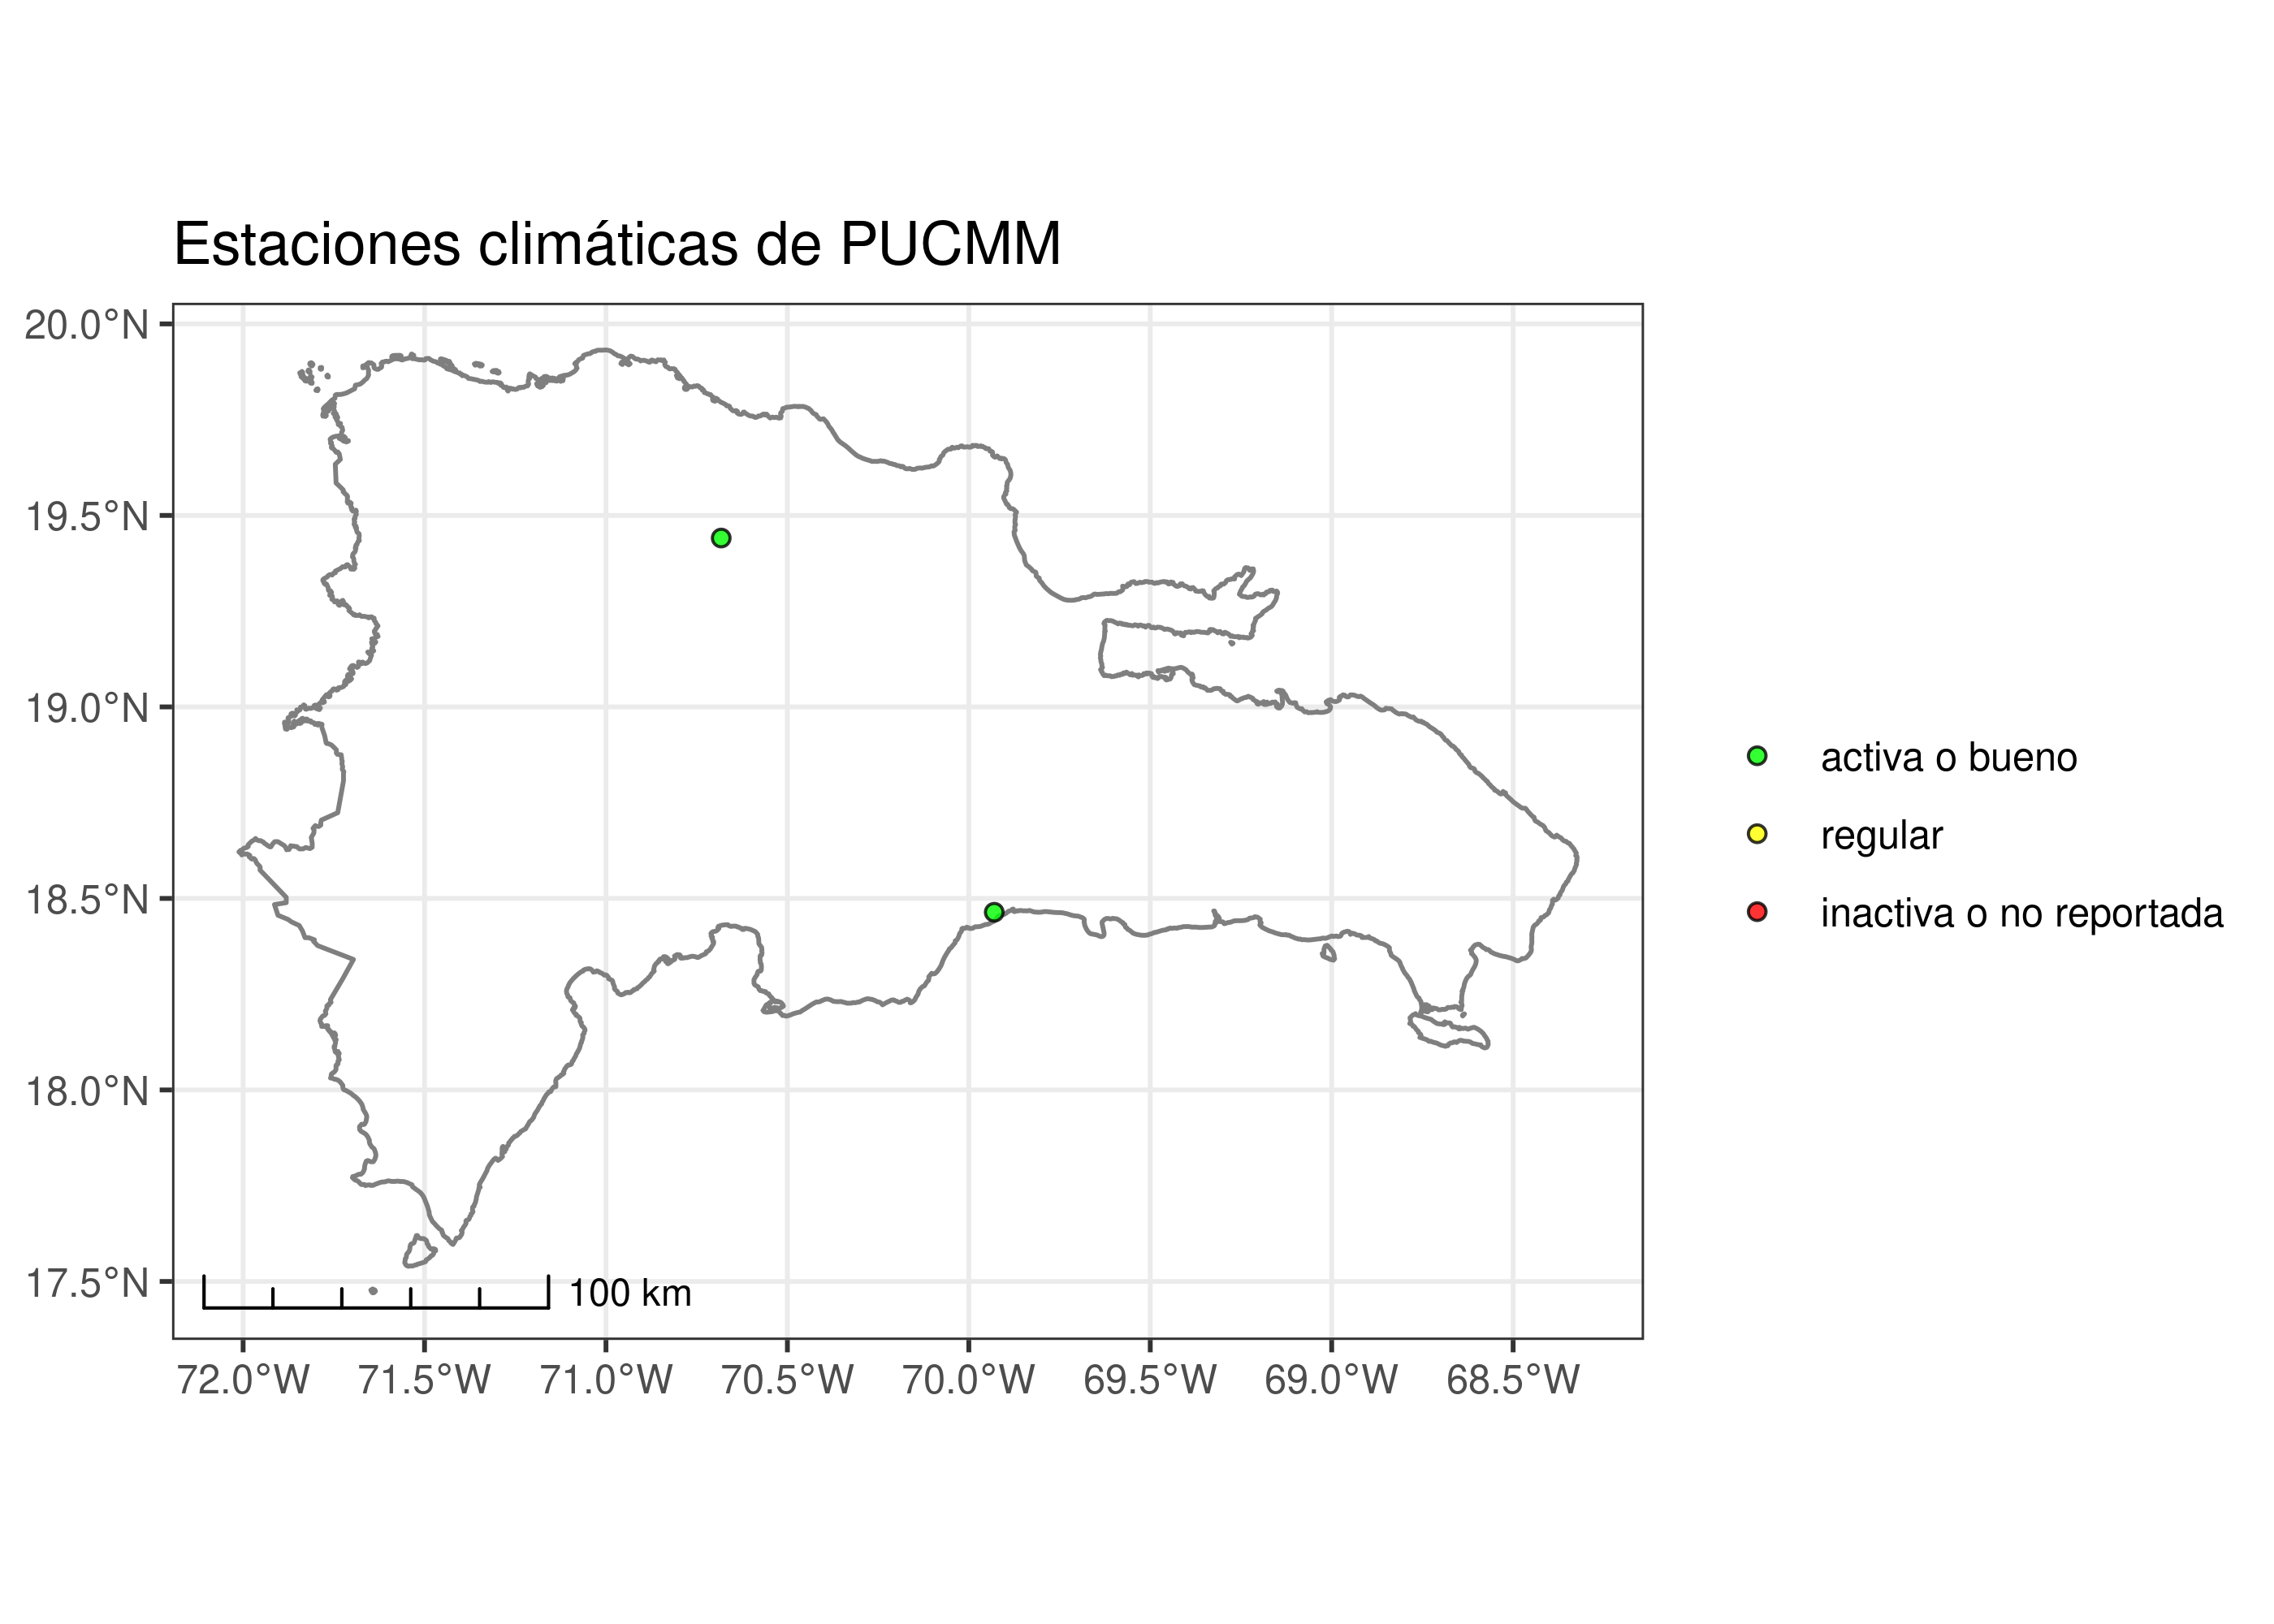 Estaciones climáticas de PUCMM
20.0°N
19.5°N
19.0°N
18.5°N
18.0°N
17.5°N
100 km
72.0°W 71.5°W 71.0°W 70.5°W 70.0°W 69.5°W 69.0°W 68.5°W
activa o bueno
regular
inactiva o no reportada